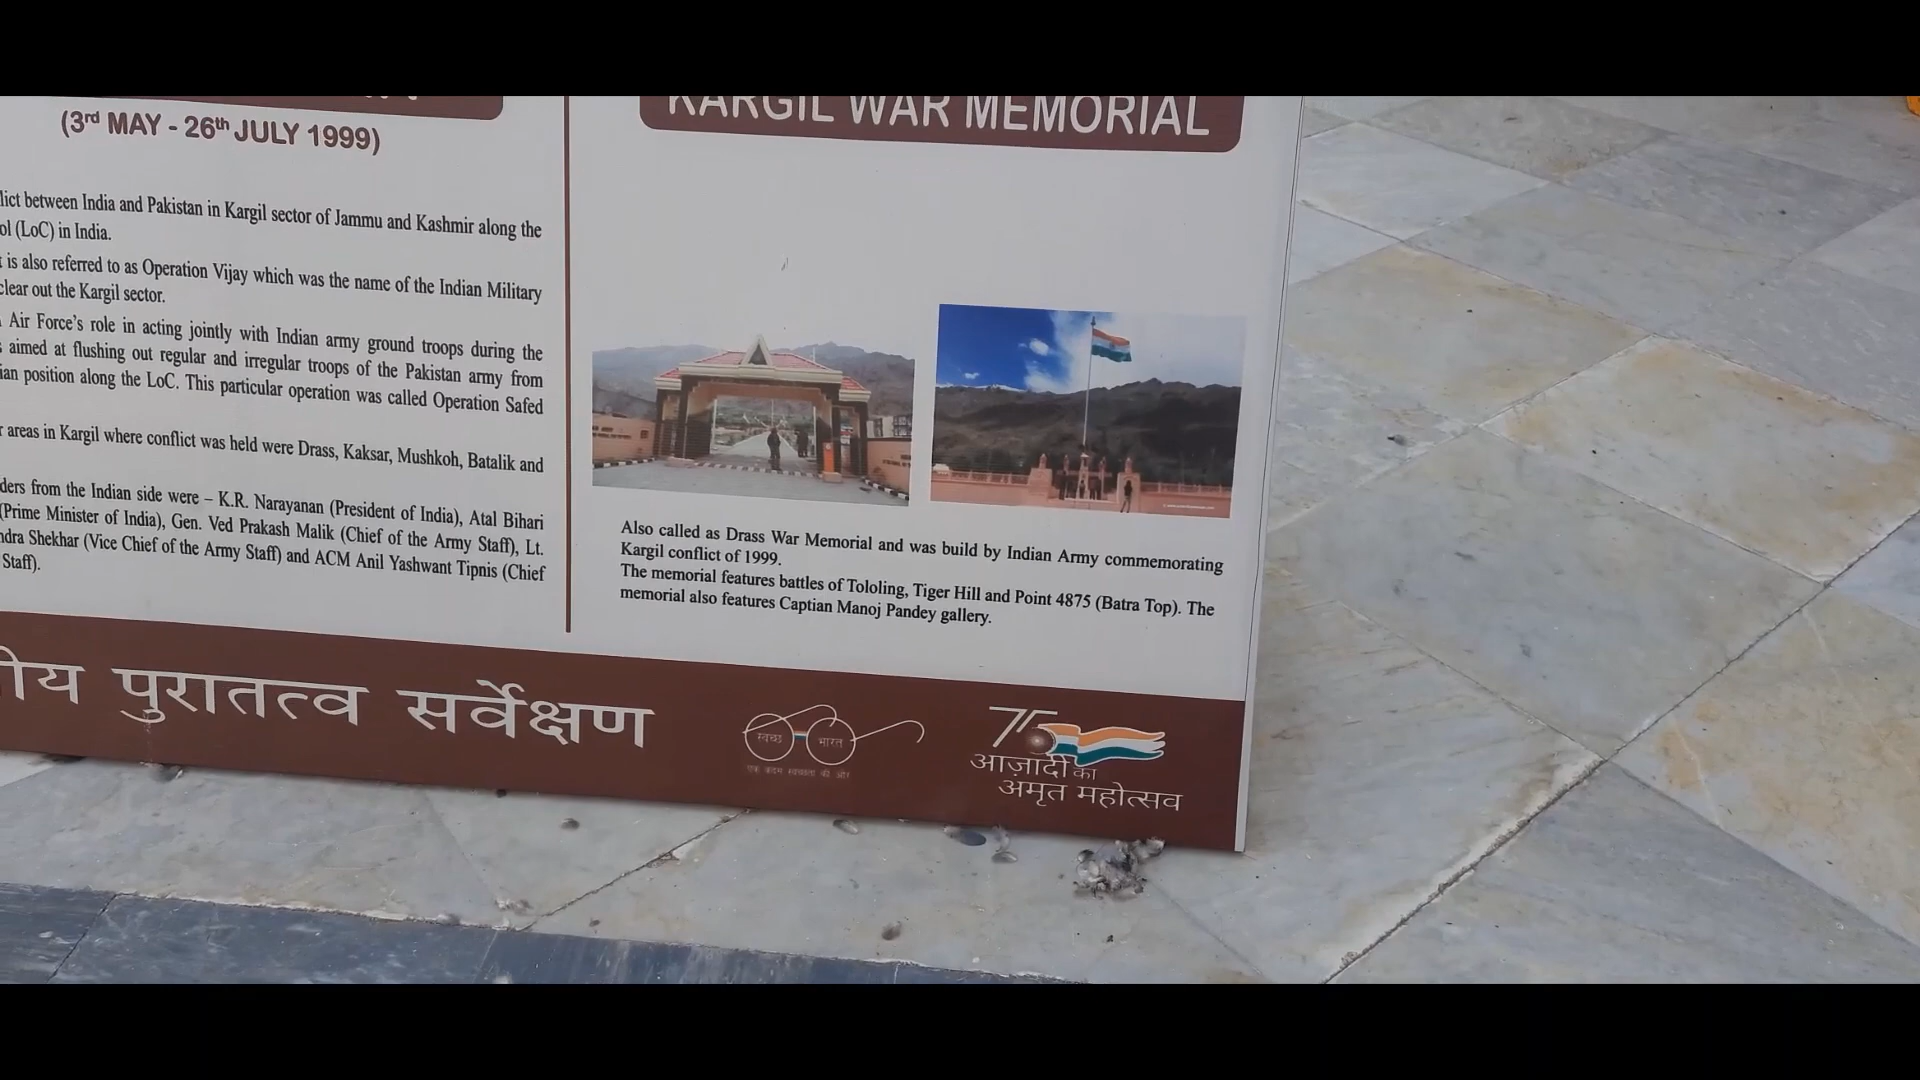 (3rd MAY - 26th JULY 1999)
lict between India and Pakistan in Kargil sector of Jammu and Kashmir along the
ol (LoC) in India.
t is also referred to as Operation Vijay which was the name of the Indian Military
clear out the Kargil sector.
Air Force's role in acting jointly with Indian army ground troops during the
s aimed at flushing out regular and irregular troops of the Pakistan army from
ian position along the LoC. This particular operation was called Operation Safed
r areas in Kargil where conflict was held were Drass, Kaksar, Mushkoh, Batalik and
ders from the Indian side were – K.R. Narayanan (President of India), Atal Bihari
(Prime Minister of India), Gen. Ved Prakash Malik (Chief of the Army Staff), Lt.
ndra Shekhar (Vice Chief of the Army Staff) and ACM Anil Yashwant Tipnis (Chief
Staff).
KARGIL WAR MEMORIAL
Also called as Drass War Memorial and was build by Indian Army commemorating
Kargil conflict of 1999.
The memorial features battles of Tololing, Tiger Hill and Point 4875 (Batra Top). The
memorial also features Captian Manoj Pandey gallery.
ीय पुरातत्व सर्वेक्षण
स्वच्छ भारत
एक कदम स्वच्छता की ओर
75
आज़ादी का
अमृत महोत्सव